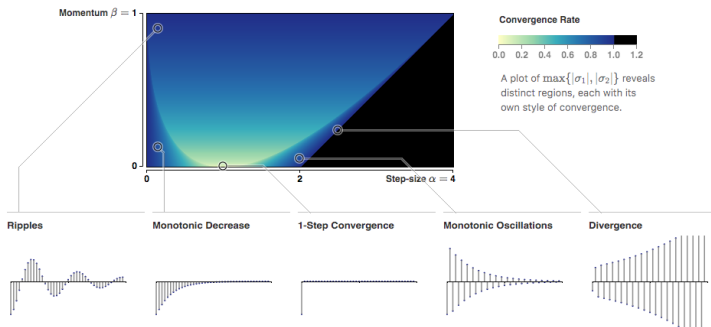 Momentum β = 1
0
0
2
Step-size α = 4
Convergence Rate
0.0 0.2 0.4 0.6 0.8 1.0 1.2
A plot of max{|σ₁|, |σ₂|} reveals
distinct regions, each with its
own style of convergence.
Ripples
Monotonic Decrease
1-Step Convergence
Monotonic Oscillations
Divergence